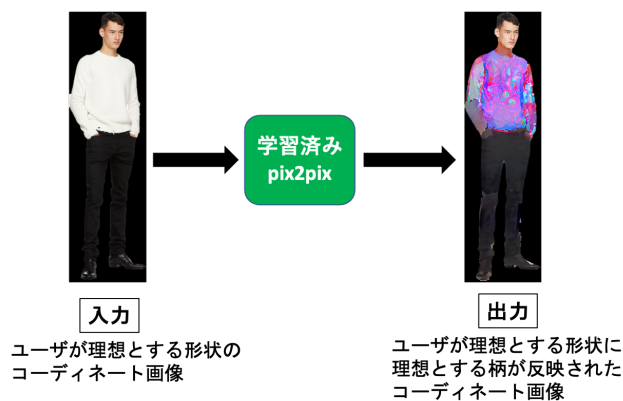 学習済み
pix2pix
入力
ユーザが理想とする形状の
コーディネート画像
出力
ユーザが理想とする形状に
理想とする柄が反映された
コーディネート画像